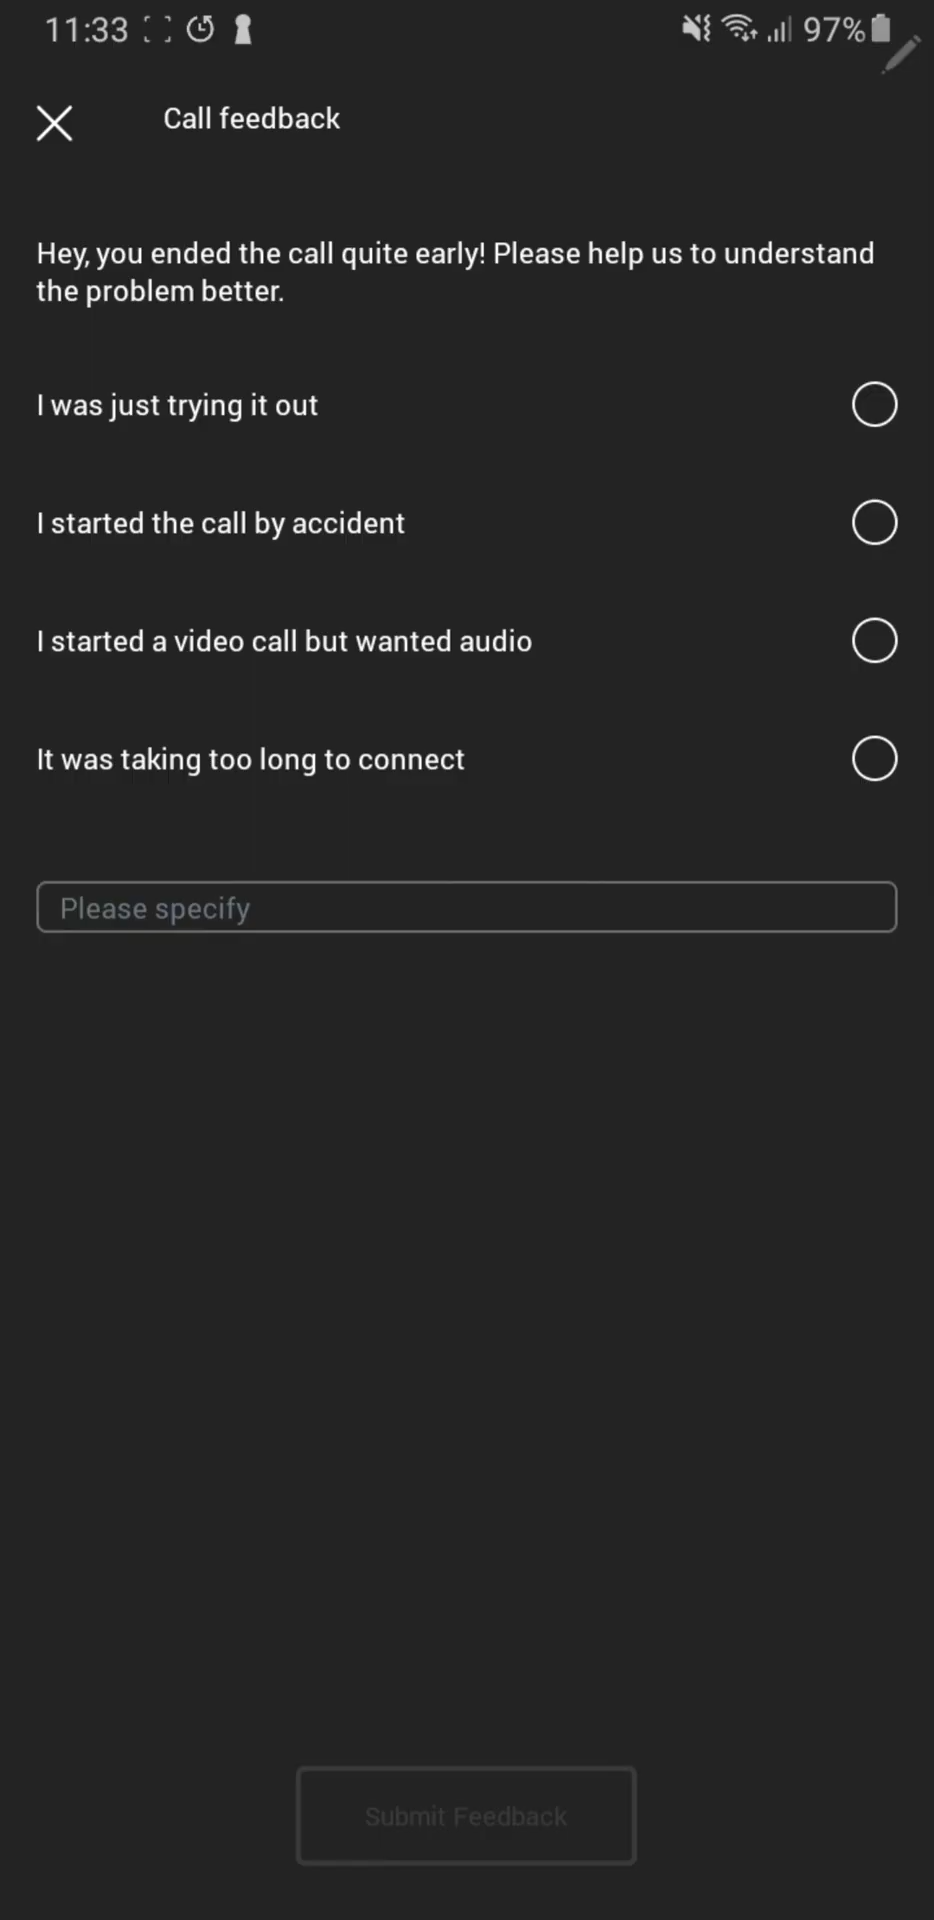 11:33 97%
Call feedback
Hey, you ended the call quite early! Please help us to understand
the problem better.
I was just trying it out
I started the call by accident
I started a video call but wanted audio
It was taking too long to connect
Please specify
Submit Feedback